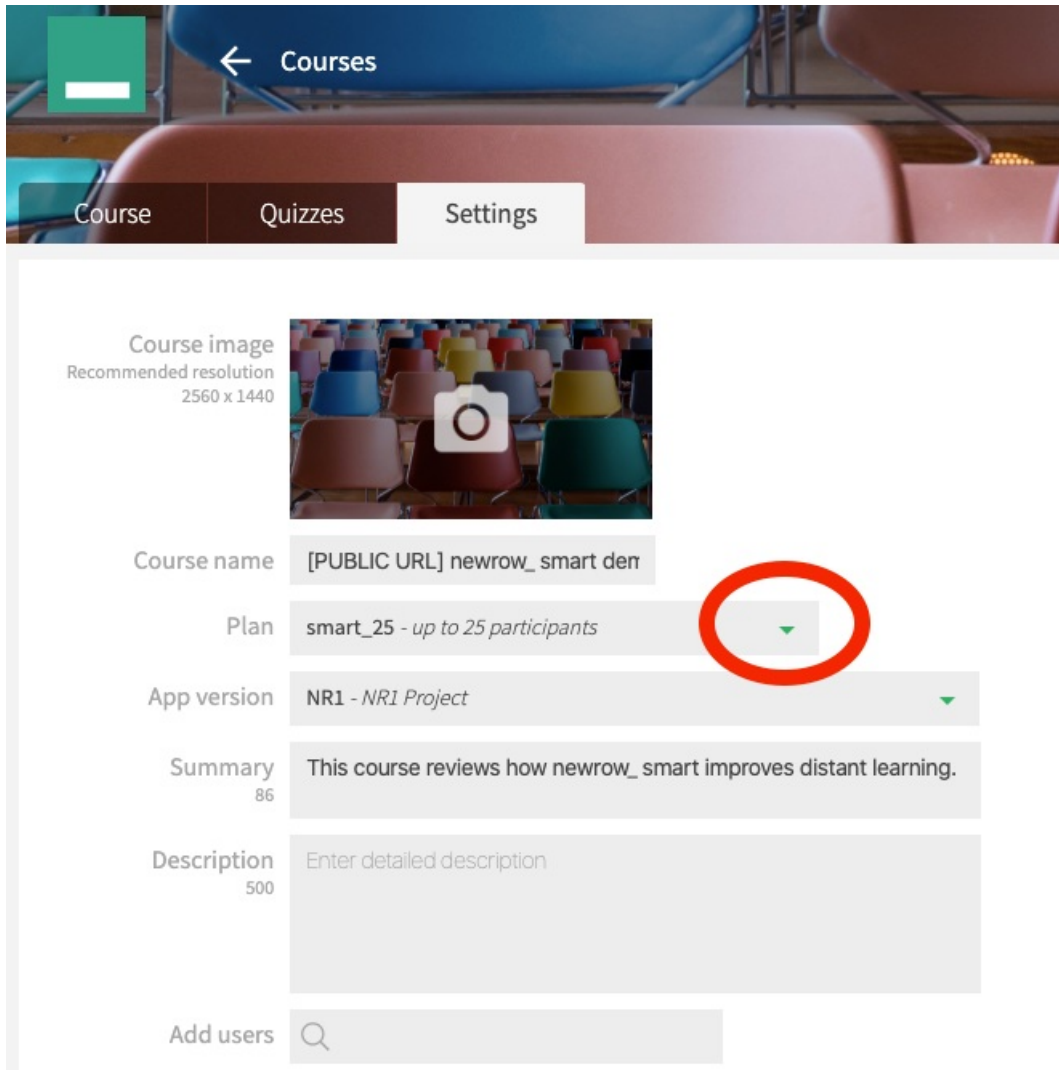 Courses
Course
Quizzes
Settings
Course image
Recommended resolution
2560 x 1440
Course name
[PUBLIC URL] newrow_ smart dem
Plan
smart_25 - up to 25 participants
App version
NR1 - NR1 Project
Summary
86
This course reviews how newrow_ smart improves distant learning.
Description
500
Enter detailed description
Add users